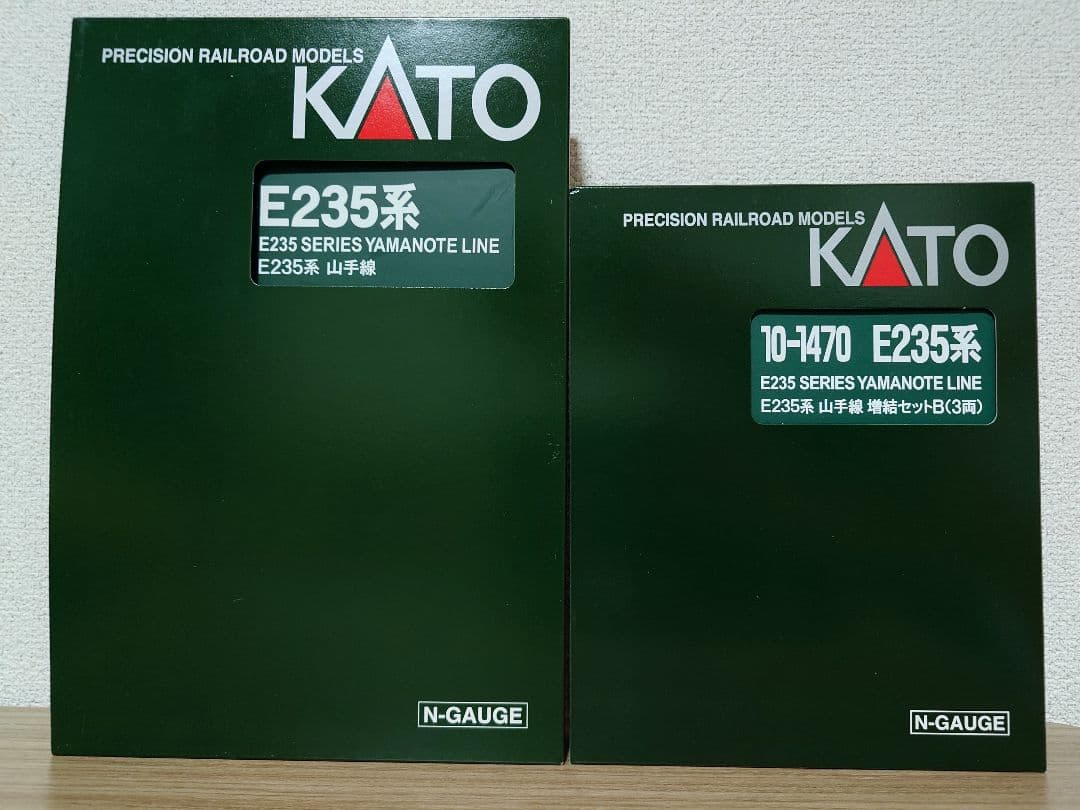 PRECISION RAILROAD MODELS
KATO
E235系
E235 SERIES YAMANOTE LINE
E235系 山手線
N-GAUGE
PRECISION RAILROAD MODELS
KATO
10-1470 E235系
E235 SERIES YAMANOTE LINE
E235系 山手線 増結セットB(3両)
N-GAUGE